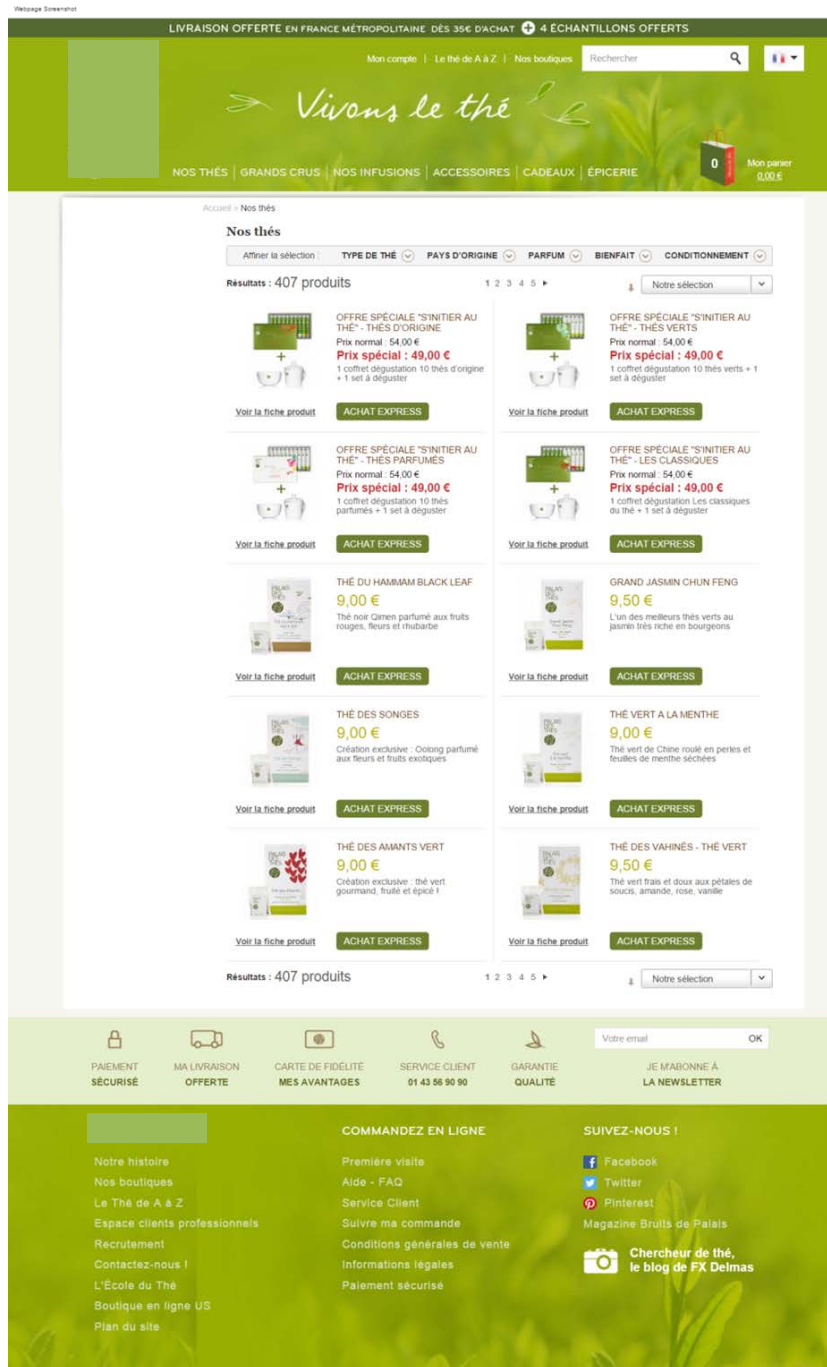 Webpage Screenshot
LIVRAISON OFFERTE EN FRANCE MÉTROPOLITAINE DÈS 35€ D'ACHAT + 4 ÉCHANTILLONS OFFERTS
Mon compte | Le thé de A à Z | Nos boutiques
Rechercher
Vivons le thé
0
Mon panier
0,00 €
NOS THÉS | GRANDS CRUS | NOS INFUSIONS | ACCESSOIRES | CADEAUX | ÉPICERIE
Accueil » Nos thés
Nos thés
Affiner la sélection
TYPE DE THÉ PAYS D'ORIGINE PARFUM BIENFAIT CONDITIONNEMENT
Résultats : 407 produits
1 2 3 4 5
Notre sélection
OFFRE SPÉCIALE "S'INITIER AU
THÉ" - THÉS D'ORIGINE
Prix normal : 54,00 €
Prix spécial : 49,00 €
1 coffret dégustation 10 thés d'origine
+ 1 set à déguster
Voir la fiche produit
ACHAT EXPRESS
OFFRE SPÉCIALE "S'INITIER AU
THÉ" - THÉS VERTS
Prix normal : 54,00 €
Prix spécial : 49,00 €
1 coffret dégustation 10 thés verts + 1
set à déguster
Voir la fiche produit
ACHAT EXPRESS
OFFRE SPÉCIALE "S'INITIER AU
THÉ" - THÉS PARFUMÉS
Prix normal : 54,00 €
Prix spécial : 49,00 €
1 coffret dégustation 10 thés
parfumés + 1 set à déguster
Voir la fiche produit
ACHAT EXPRESS
OFFRE SPÉCIALE "S'INITIER AU
THÉ" - LES CLASSIQUES
Prix normal : 54,00 €
Prix spécial : 49,00 €
1 coffret dégustation Les classiques
du thé + 1 set à déguster
Voir la fiche produit
ACHAT EXPRESS
PALAIS
DES
THÉS
THÉ DU HAMMAM BLACK LEAF
9,00 €
Thé noir Qimen parfumé aux fruits
rouges, fleurs et rhubarbe
Voir la fiche produit
ACHAT EXPRESS
PALAIS
DES
THÉS
GRAND JASMIN CHUN FENG
9,50 €
L'un des meilleurs thés verts au
jasmin très riche en bourgeons
Voir la fiche produit
ACHAT EXPRESS
PALAIS
DES
THÉS
THÉ DES SONGES
9,00 €
Création exclusive : Oolong parfumé
aux fleurs et fruits exotiques
Voir la fiche produit
ACHAT EXPRESS
PALAIS
DES
THÉS
THÉ VERT A LA MENTHE
9,00 €
Thé vert de Chine roulé en perles et
feuilles de menthe séchées
Voir la fiche produit
ACHAT EXPRESS
PALAIS
DES
THÉS
THÉ DES AMANTS VERT
9,00 €
Création exclusive : thé vert
gourmand, fruité et épicé !
Voir la fiche produit
ACHAT EXPRESS
PALAIS
DES
THÉS
THÉ DES VAHINÉS - THÉ VERT
9,50 €
Thé vert frais et doux aux pétales de
soucis, amande, rose, vanille
Voir la fiche produit
ACHAT EXPRESS
Résultats : 407 produits
1 2 3 4 5
Notre sélection
PAIEMENT
SÉCURISÉ
MA LIVRAISON
OFFERTE
CARTE DE FIDÉLITÉ
MES AVANTAGES
SERVICE CLIENT
01 43 56 90 90
GARANTIE
QUALITÉ
Votre email OK
JE M'ABONNE À
LA NEWSLETTER
Notre histoire
Nos boutiques
Le Thé de A à Z
Espace clients professionnels
Recrutement
Contactez-nous !
L'École du Thé
Boutique en ligne US
Plan du site
COMMANDEZ EN LIGNE
Première visite
Aide - FAQ
Service Client
Suivre ma commande
Conditions générales de vente
Informations légales
Paiement sécurisé
SUIVEZ-NOUS !
Facebook
Twitter
Pinterest
Magazine Bruits de Palais
Chercheur de thé,
le blog de FX Delmas